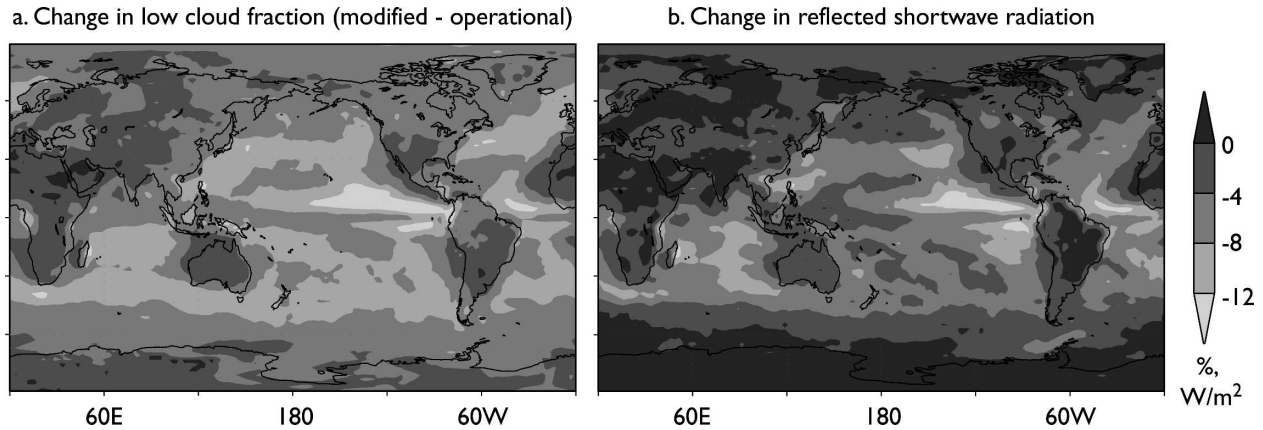 a. Change in low cloud fraction (modified - operational)
b. Change in reflected shortwave radiation
0
-4
-8
-12
%,
W/m²
60E 180 60W
60E 180 60W